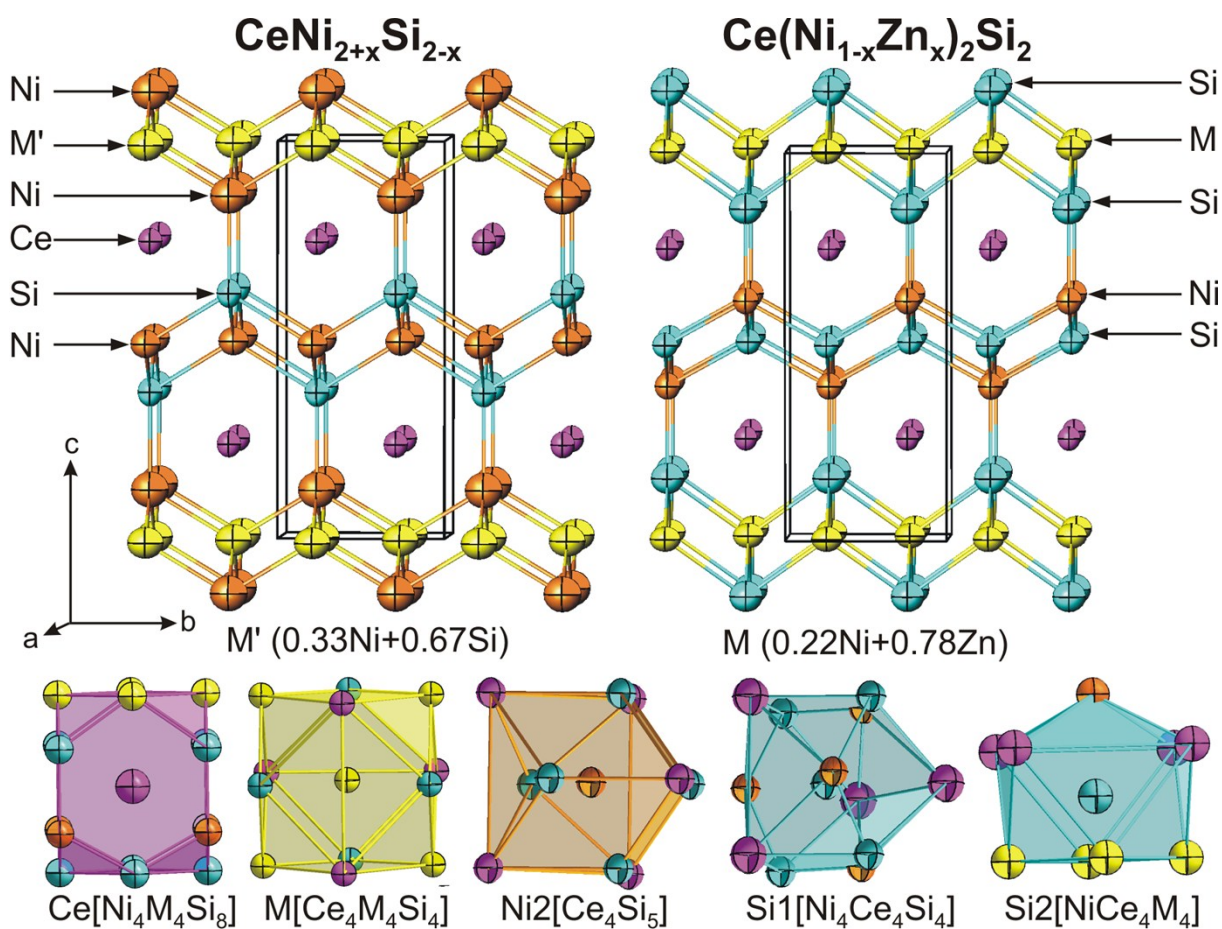 CeNi2+xSi2-x
Ce(Ni1-xZnx)2Si2
Ni
M'
Ni
Ce
Si
Ni
Si
M
Si
Ni
Si
c
a
b
M' (0.33Ni+0.67Si)
M (0.22Ni+0.78Zn)
Ce[Ni4M4Si8]
M[Ce4M4Si4]
Ni2[Ce4Si5]
Si1[Ni4Ce4Si4]
Si2[NiCe4M4]